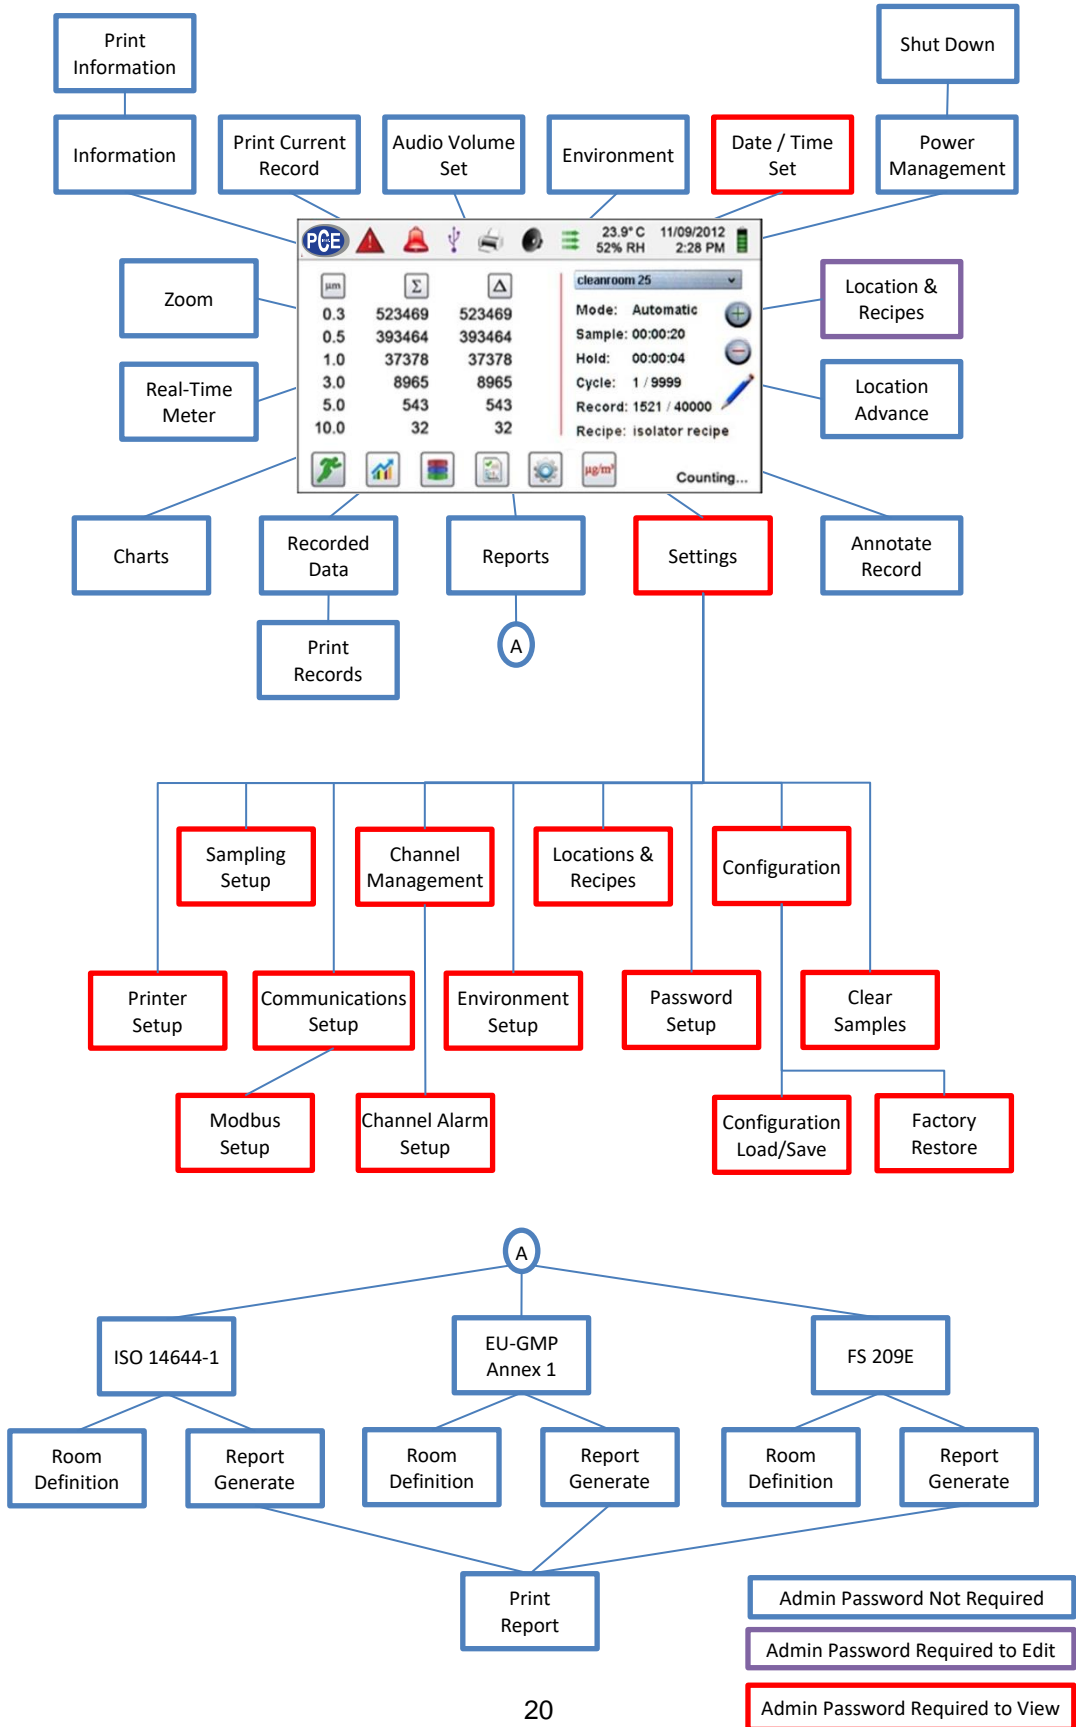 Print
Information
Shut Down
Information
Print Current
Record
Audio Volume
Set
Environment
Date / Time
Set
Power
Management
PCE
23.9° C
52% RH
11/09/2012
2:28 PM
Zoom
Real-Time
Meter
µm
Σ
Δ
0.3 523469 523469
0.5 393464 393464
1.0 37378 37378
3.0 8965 8965
5.0 543 543
10.0 32 32
cleanroom 25
Mode: Automatic
Sample: 00:00:20
Hold: 00:00:04
Cycle: 1 / 9999
Record: 1521 / 40000
Recipe: isolator recipe
µg/m³
Counting...
Location &
Recipes
Location
Advance
Charts
Recorded
Data
Reports
Settings
Annotate
Record
Print
Records
A
Sampling
Setup
Channel
Management
Locations &
Recipes
Configuration
Printer
Setup
Communications
Setup
Environment
Setup
Password
Setup
Clear
Samples
Modbus
Setup
Channel Alarm
Setup
Configuration
Load/Save
Factory
Restore
A
ISO 14644-1
EU-GMP
Annex 1
FS 209E
Room
Definition
Report
Generate
Room
Definition
Report
Generate
Room
Definition
Report
Generate
Print
Report
Admin Password Not Required
Admin Password Required to Edit
Admin Password Required to View
20